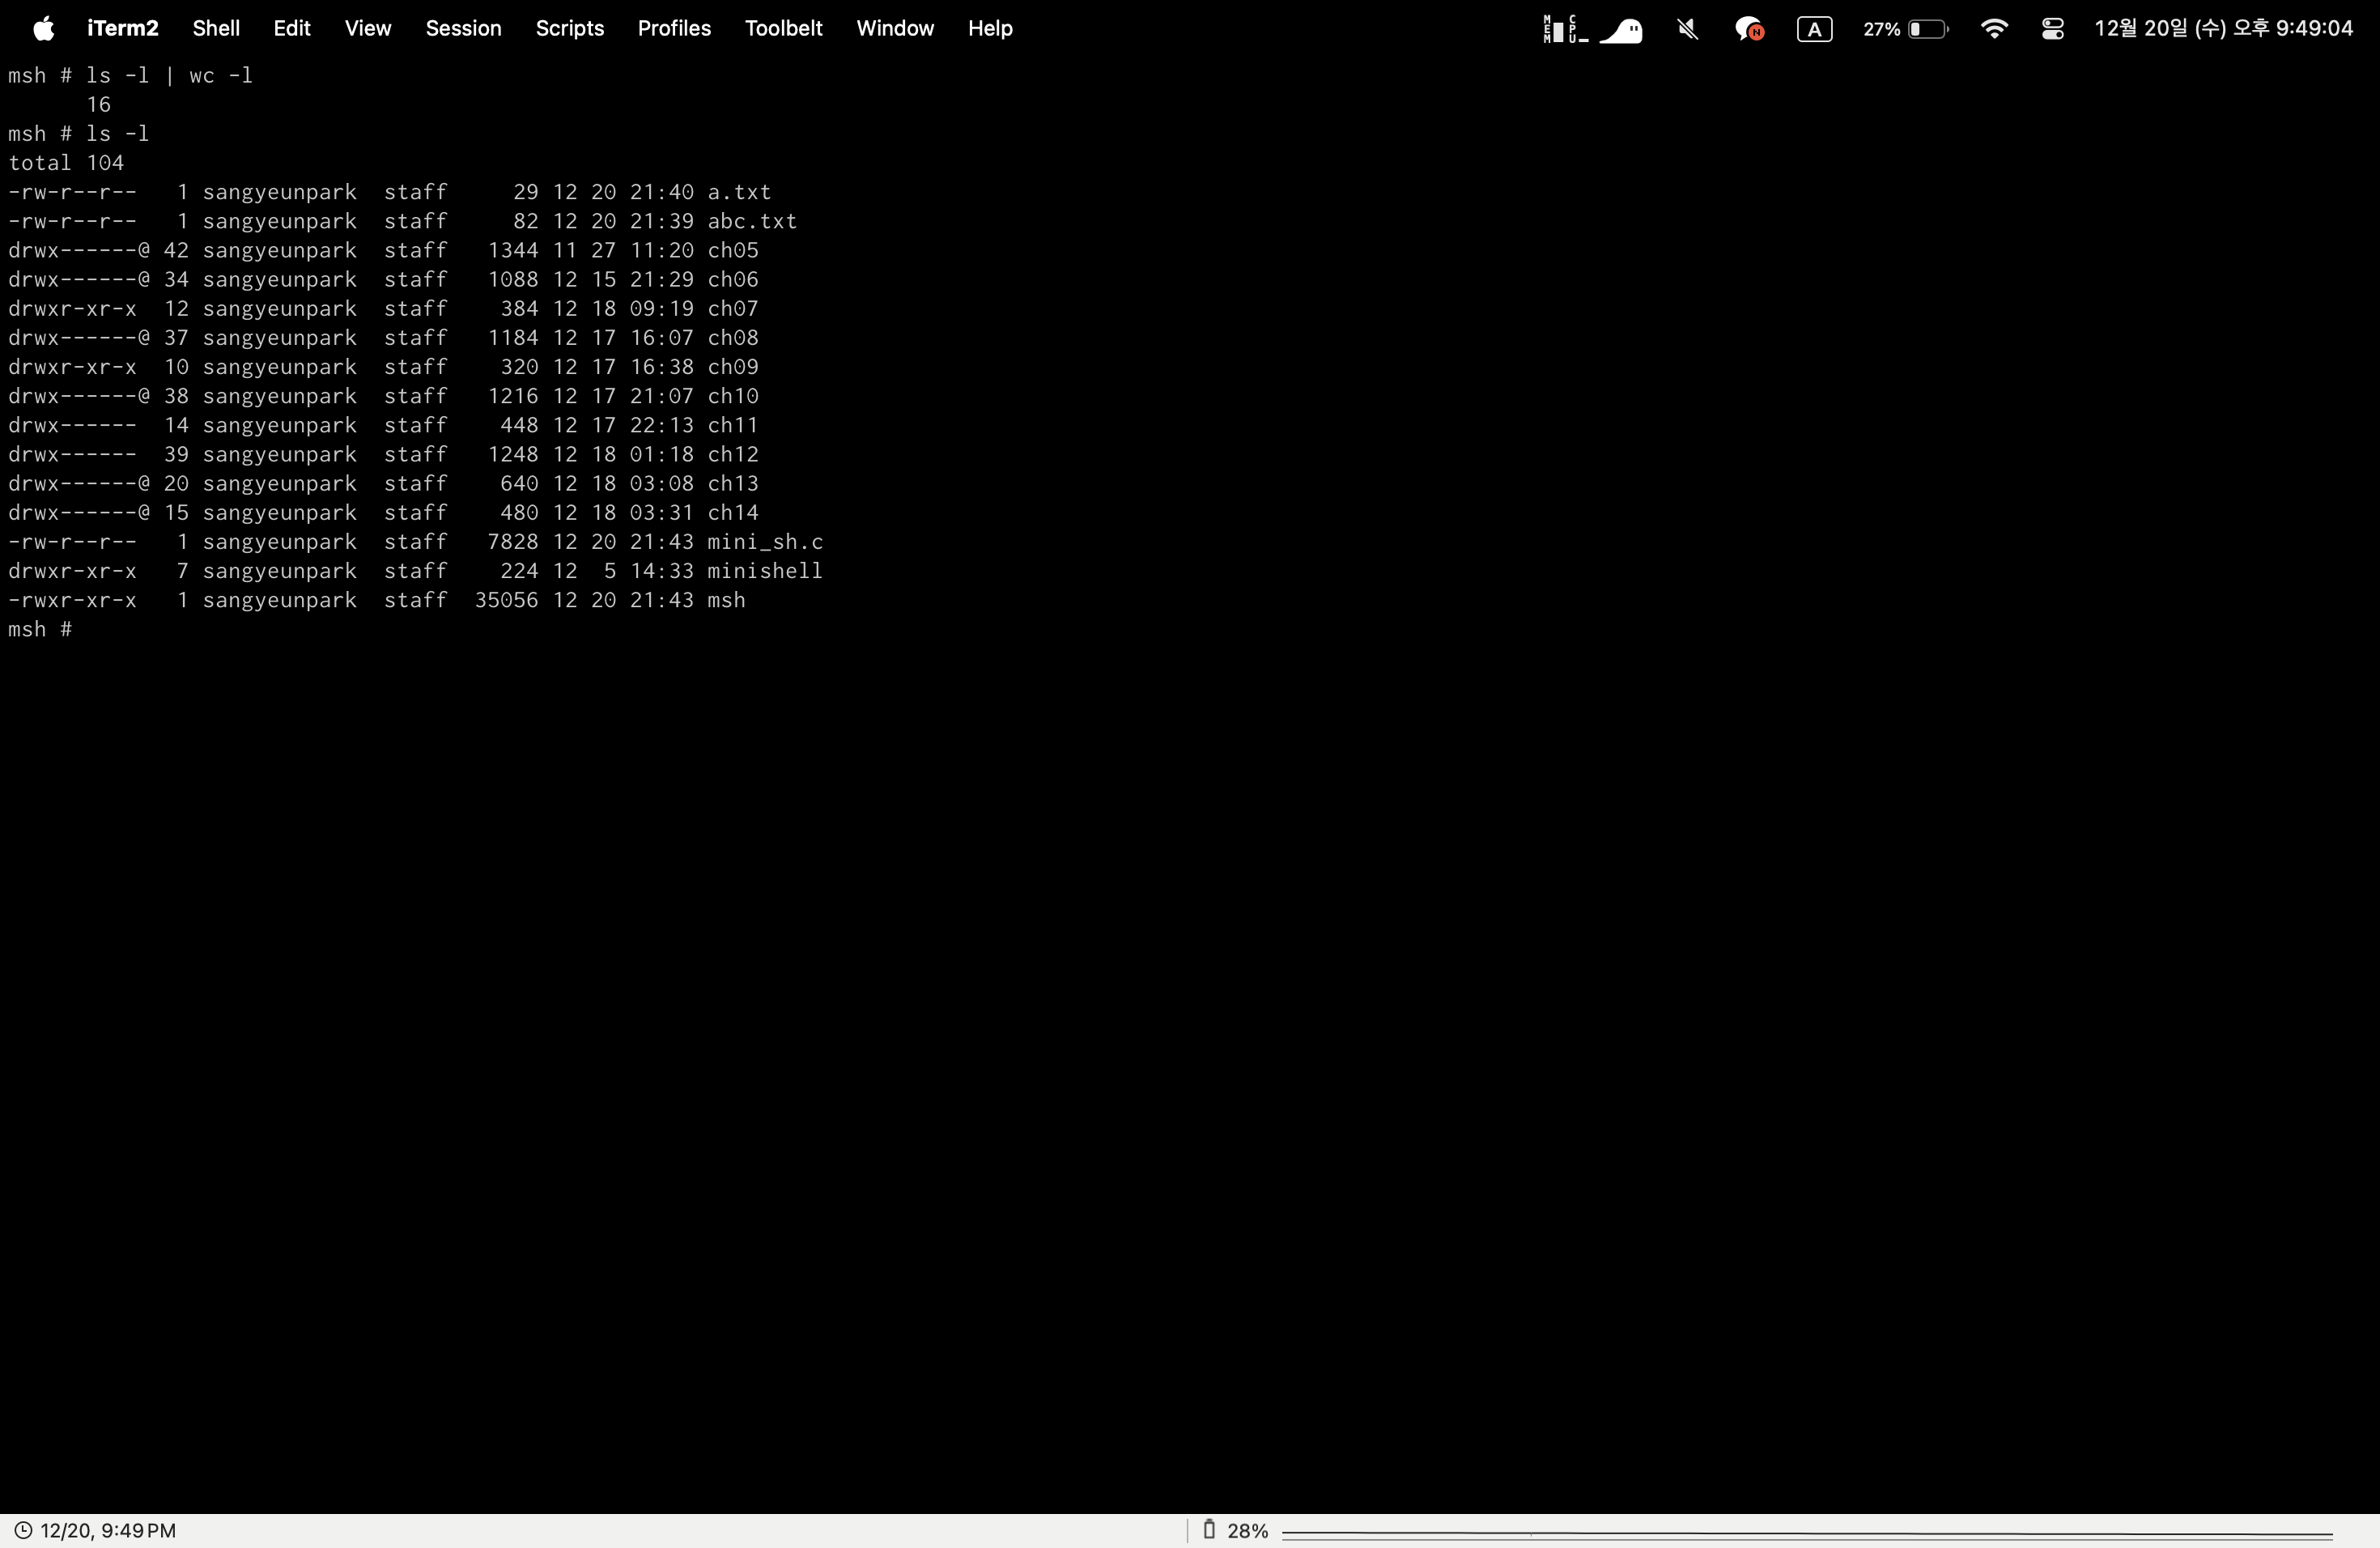 iTerm2 Shell Edit View Session Scripts Profiles Toolbelt Window Help MEM CPU N A 27% 12월 20일 (수) 오후 9:49:04
msh # ls -l | wc -l
      16
msh # ls -l
total 104
-rw-r--r--   1 sangyeunpark  staff     29 12 20 21:40 a.txt
-rw-r--r--   1 sangyeunpark  staff     82 12 20 21:39 abc.txt
drwx------@ 42 sangyeunpark  staff   1344 11 27 11:20 ch05
drwx------@ 34 sangyeunpark  staff   1088 12 15 21:29 ch06
drwxr-xr-x  12 sangyeunpark  staff    384 12 18 09:19 ch07
drwx------@ 37 sangyeunpark  staff   1184 12 17 16:07 ch08
drwxr-xr-x  10 sangyeunpark  staff    320 12 17 16:38 ch09
drwx------@ 38 sangyeunpark  staff   1216 12 17 21:07 ch10
drwx------  14 sangyeunpark  staff    448 12 17 22:13 ch11
drwx------  39 sangyeunpark  staff   1248 12 18 01:18 ch12
drwx------@ 20 sangyeunpark  staff    640 12 18 03:08 ch13
drwx------@ 15 sangyeunpark  staff    480 12 18 03:31 ch14
-rw-r--r--   1 sangyeunpark  staff   7828 12 20 21:43 mini_sh.c
drwxr-xr-x   7 sangyeunpark  staff    224 12  5 14:33 minishell
-rwxr-xr-x   1 sangyeunpark  staff  35056 12 20 21:43 msh
msh #
12/20, 9:49 PM 28%